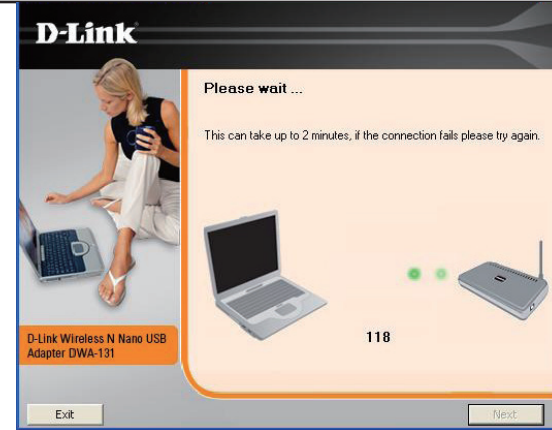 D-Link
Please wait ...
This can take up to 2 minutes, if the connection fails please try again.
118
D-Link Wireless N Nano USB
Adapter DWA-131
Exit
Next